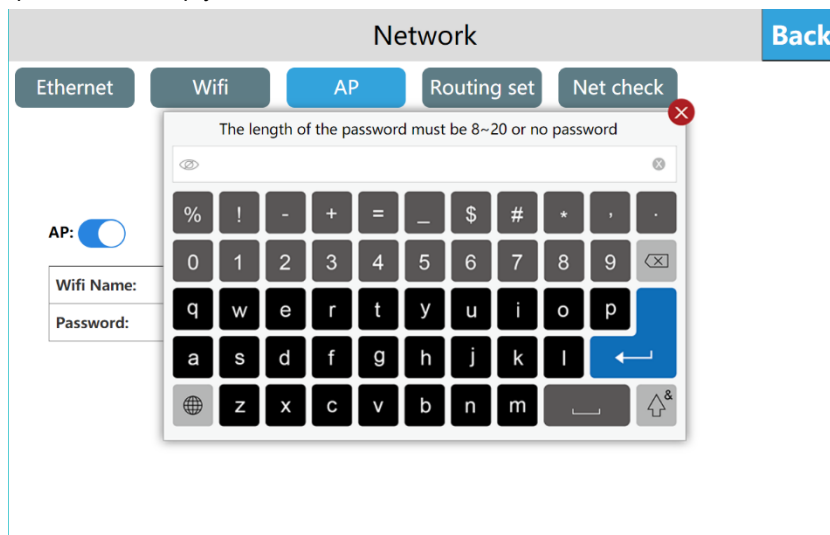 Network
Back
Ethernet Wifi AP Routing set Net check
The length of the password must be 8~20 or no password
% ! - + = _ $ # * , .
AP:
0 1 2 3 4 5 6 7 8 9
Wifi Name:
q w e r t y u i o p
Password:
a s d f g h j k l
z x c v b n m &